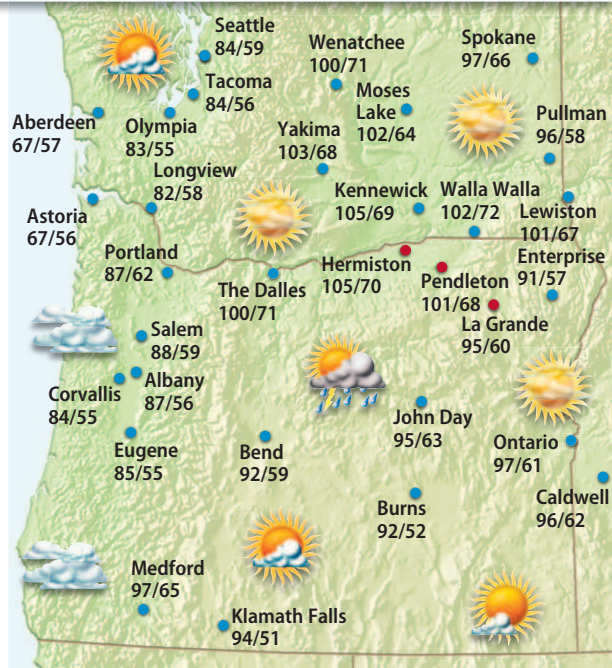 Seattle
84/59
Wenatchee
100/71
Spokane
97/66
Tacoma
84/56
Moses
Lake
102/64
Aberdeen
67/57
Olympia
83/55
Yakima
103/68
Pullman
96/58
Longview
82/58
Kennewick
105/69
Walla Walla
102/72
Astoria
67/56
Lewiston
101/67
Portland
87/62
The Dalles
100/71
Hermiston
105/70
Pendleton
101/68
Enterprise
91/57
La Grande
95/60
Salem
88/59
Albany
87/56
Corvallis
84/55
John Day
95/63
Eugene
85/55
Bend
92/59
Ontario
97/61
Burns
92/52
Caldwell
96/62
Medford
97/65
Klamath Falls
94/51